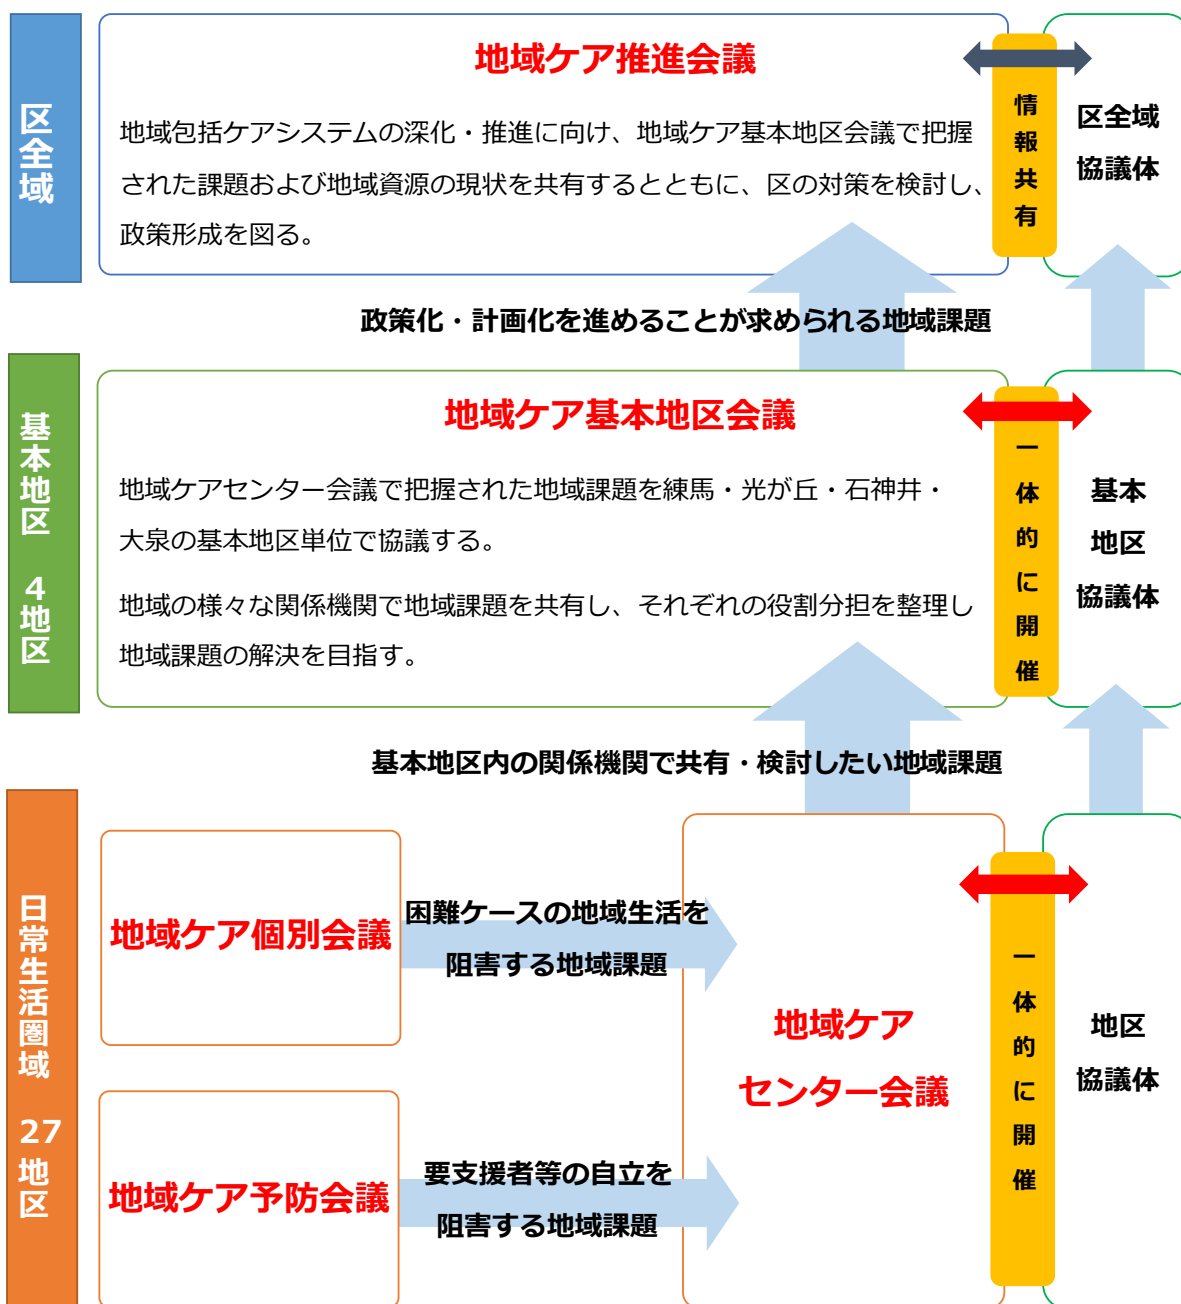 区全域
地域ケア推進会議
地域包括ケアシステムの深化・推進に向け、地域ケア基本地区会議で把握
された課題および地域資源の現状を共有するとともに、区の対策を検討し、
政策形成を図る。
情報共有
区全域
協議体
政策化・計画化を進めることが求められる地域課題
基本地区 4地区
地域ケア基本地区会議
地域ケアセンター会議で把握された地域課題を練馬・光が丘・石神井・
大泉の基本地区単位で協議する。
地域の様々な関係機関で地域課題を共有し、それぞれの役割分担を整理し
地域課題の解決を目指す。
一体的に開催
基本
地区
協議体
基本地区内の関係機関で共有・検討したい地域課題
日常生活圏域 27地区
地域ケア個別会議
困難ケースの地域生活を
阻害する地域課題
地域ケア予防会議
要支援者等の自立を
阻害する地域課題
地域ケア
センター会議
一体的に開催
地区
協議体